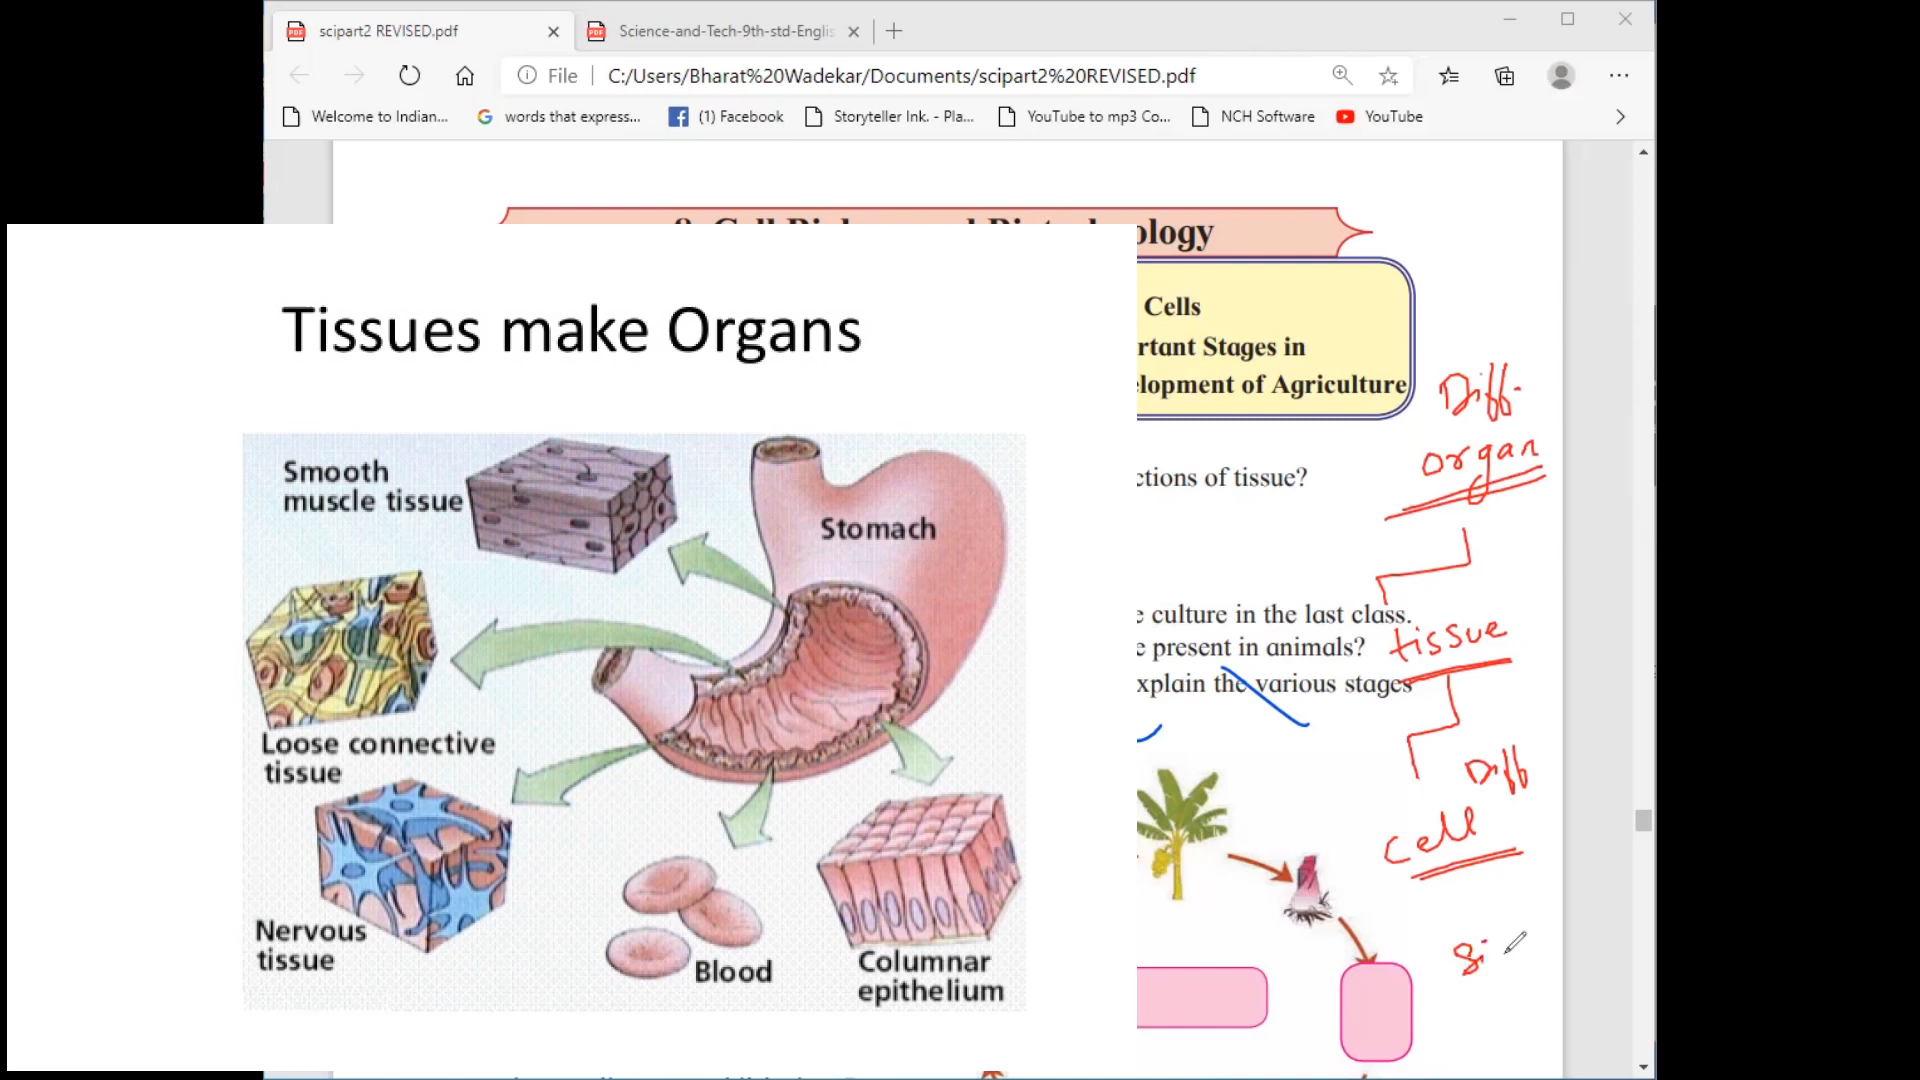 scipart2 REVISED.pdf
Science-and-Tech-9th-std-Englis
File
C:/Users/Bharat%20Wadekar/Documents/scipart2%20REVISED.pdf
Welcome to Indian...
words that express...
(1) Facebook
Storyteller Ink. - Pla...
YouTube to mp3 Co...
NCH Software
YouTube
ology
Cells
rtant Stages in
elopment of Agriculture
ctions of tissue?
e culture in the last class.
e present in animals?
xplain the various stages
Diff.
organ
tissue
Diff
cell
Si
Tissues make Organs
Smooth
muscle tissue
Stomach
Loose connective
tissue
Nervous
tissue
Blood
Columnar
epithelium